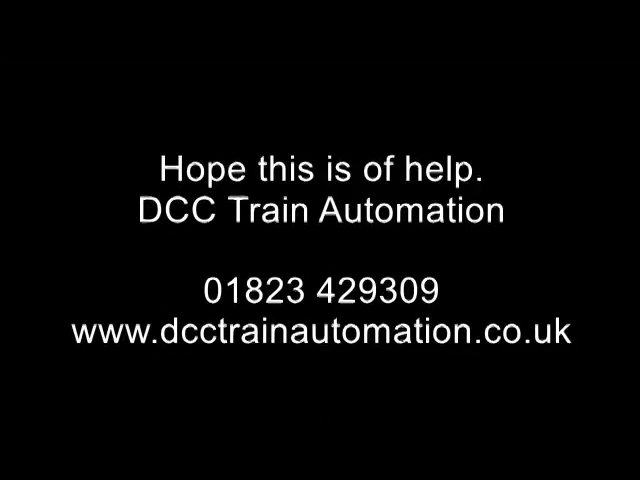 Hope this is of help.
DCC Train Automation
01823 429309
www.dcctrainautomation.co.uk